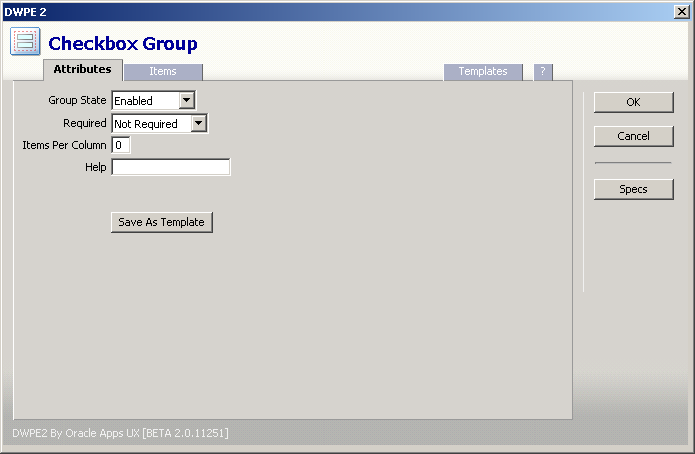 DWPE 2
Checkbox Group
Attributes Items Templates ?
Group State Enabled
Required Not Required
Items Per Column 0
Help
Save As Template
OK
Cancel
Specs
DWPE2 By Oracle Apps UX [BETA 2.0.11251]